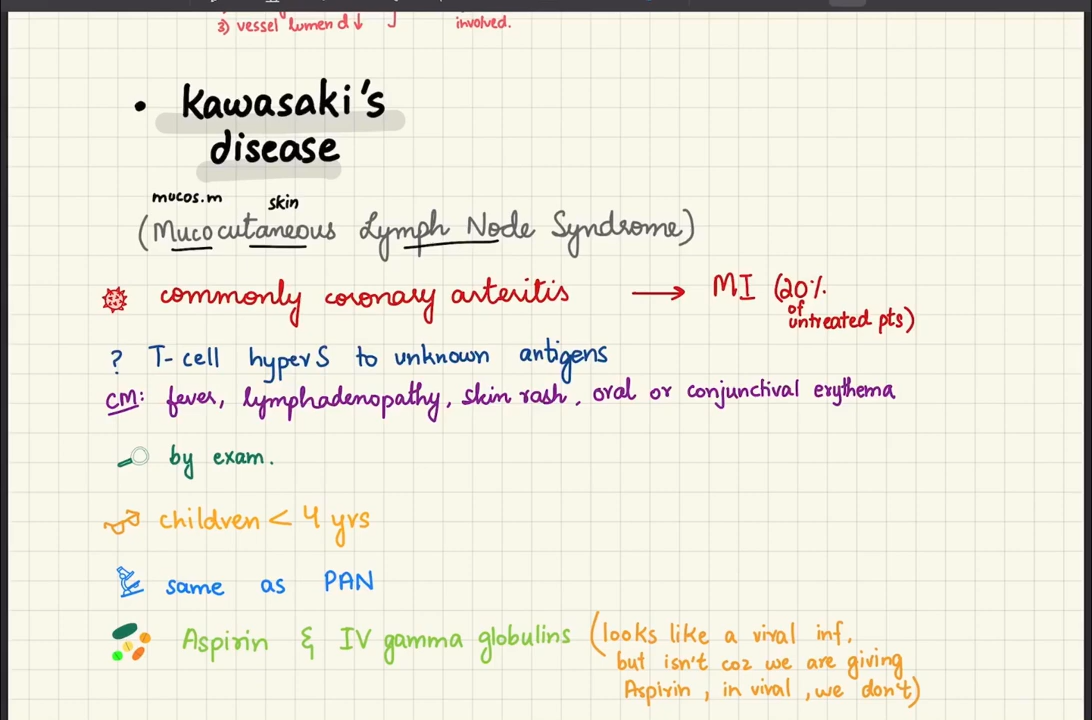 3) vessel lumen d↓
involved.
• Kawasaki's
disease
mucos.m skin
(Mucocutaneous Lymph Node Syndrome)
commonly coronary arteritis → MI (20%
of
untreated pts)
? T-cell hyperS to unknown antigens
CM: fever, lymphadenopathy, skin rash, oral or conjunctival erythema
by exam.
children < 4 yrs
same as PAN
Aspirin & IV gamma globulins (looks like a viral inf.
but isn't coz we are giving
Aspirin, in viral, we don't)